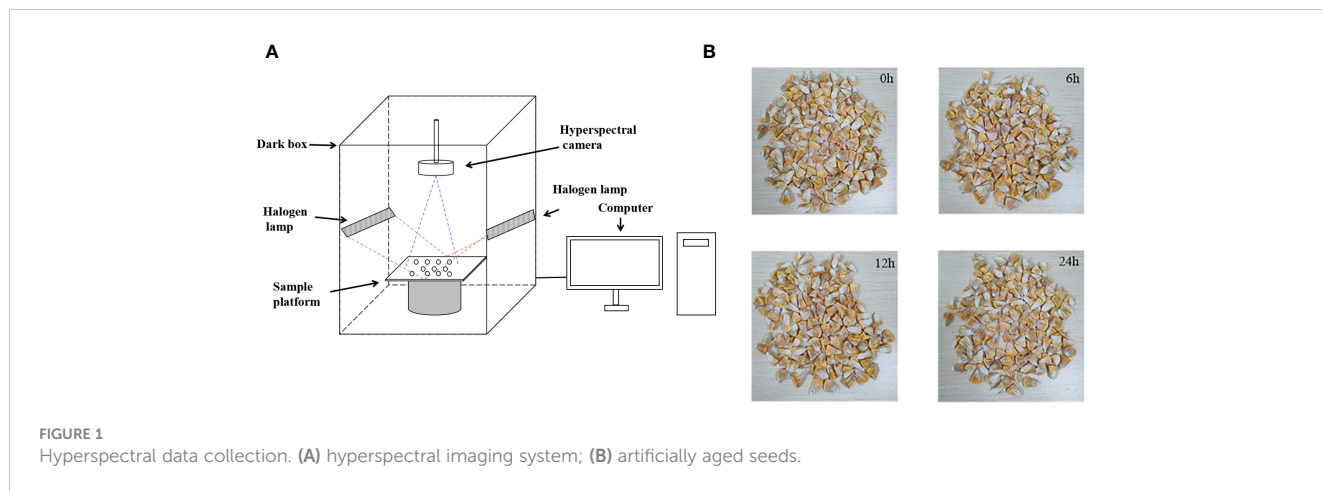 A
B
Dark box
Hyperspectral
camera
Halogen
lamp
Halogen lamp
Computer
Sample
platform
0h
6h
12h
24h
FIGURE 1
Hyperspectral data collection. (A) hyperspectral imaging system; (B) artificially aged seeds.